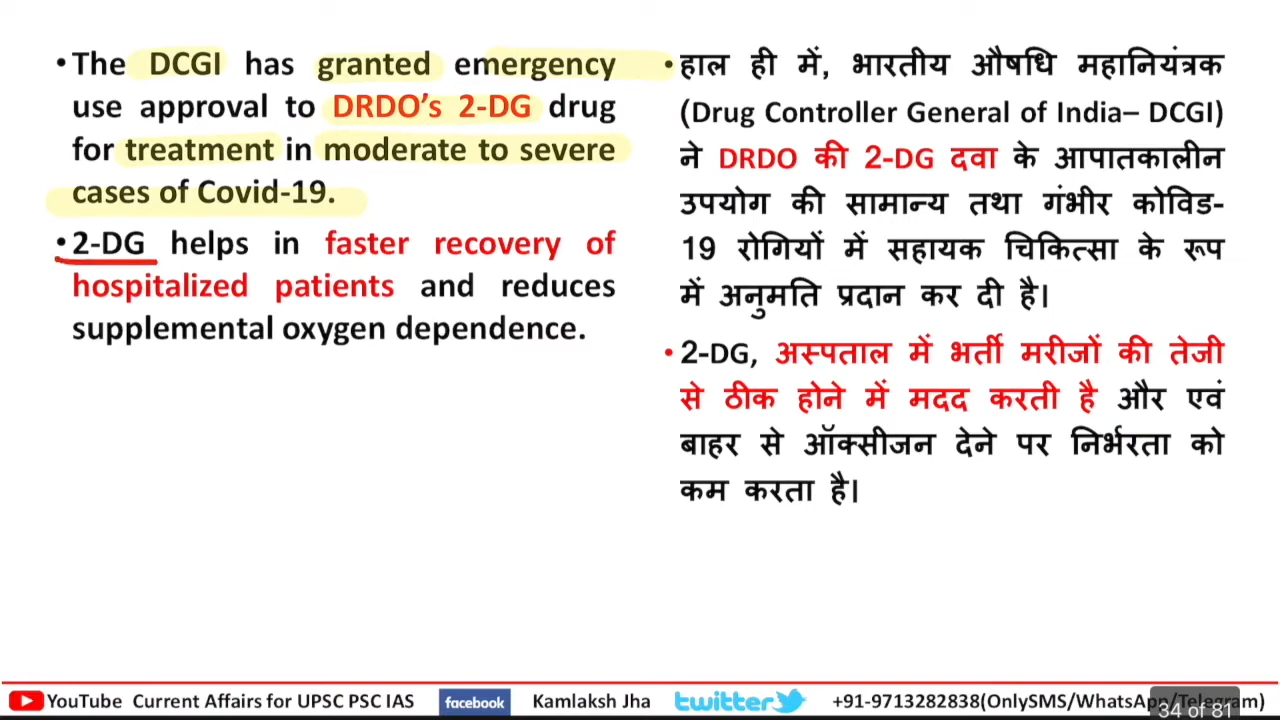 •The DCGI has granted emergency
use approval to DRDO's 2-DG drug
for treatment in moderate to severe
cases of Covid-19.
•2-DG helps in faster recovery of
hospitalized patients and reduces
supplemental oxygen dependence.
•हाल ही में, भारतीय औषधि महानियंत्रक
(Drug Controller General of India– DCGI)
ने DRDO की 2-DG दवा के आपातकालीन
उपयोग की सामान्य तथा गंभीर कोविड-
19 रोगियों में सहायक चिकित्सा के रूप
में अनुमति प्रदान कर दी है।
•2-DG, अस्पताल में भर्ती मरीजों की तेजी
से ठीक होने में मदद करती है और एवं
बाहर से ऑक्सीजन देने पर निर्भरता को
कम करता है।
YouTube Current Affairs for UPSC PSC IAS facebook Kamlaksh Jha twitter +91-9713282838(OnlySMS/WhatsApp/Telegram)
34 of 81